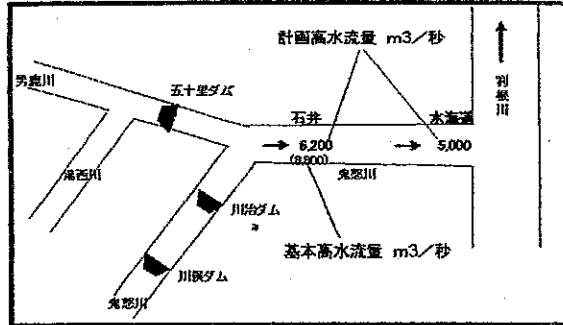 計画高水流量 m3/秒
利根川
男鹿川
五十里ダム
石井
水海道
6,200
(8,800)
5,000
鬼怒川
湯西川
川治ダム
川俣ダム
基本高水流量 m3/秒
鬼怒川